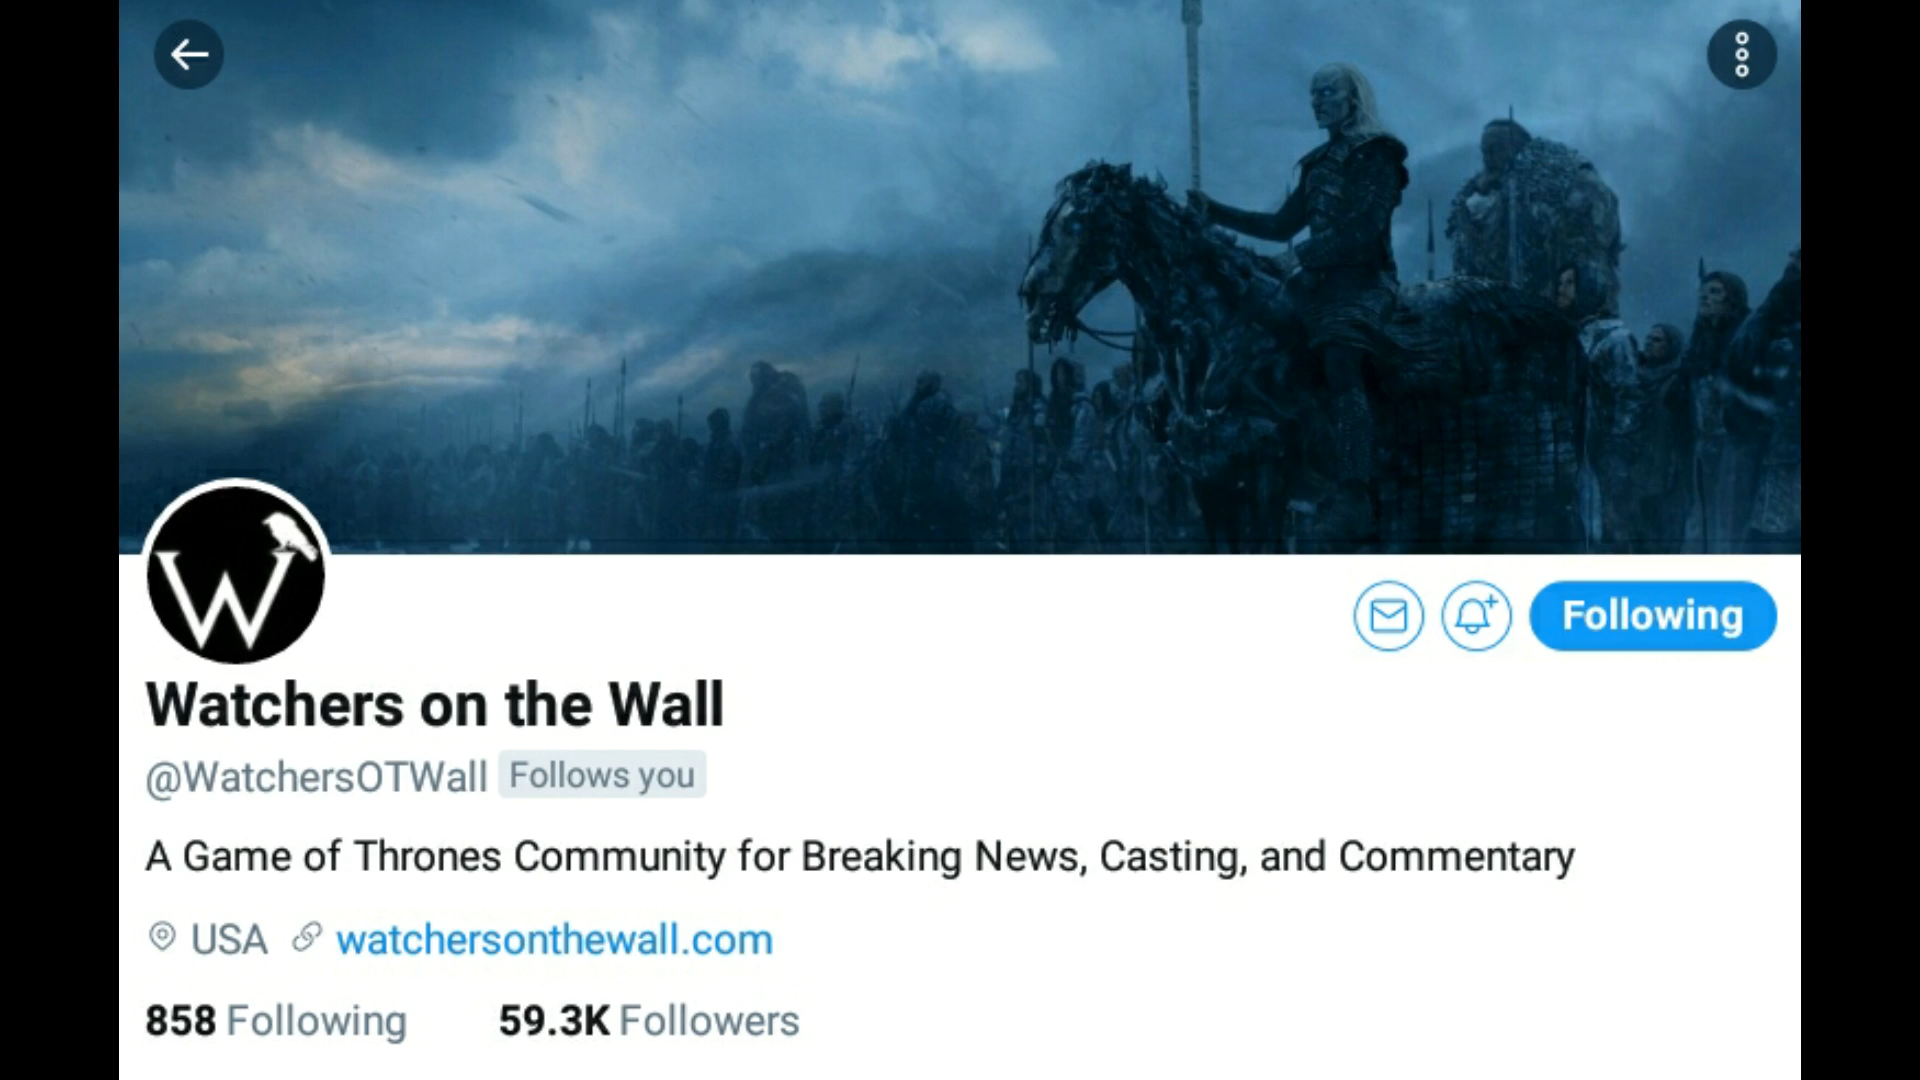 W
Following
Watchers on the Wall
@WatchersOTWall Follows you
A Game of Thrones Community for Breaking News, Casting, and Commentary
USA watchersonthewall.com
858 Following 59.3K Followers